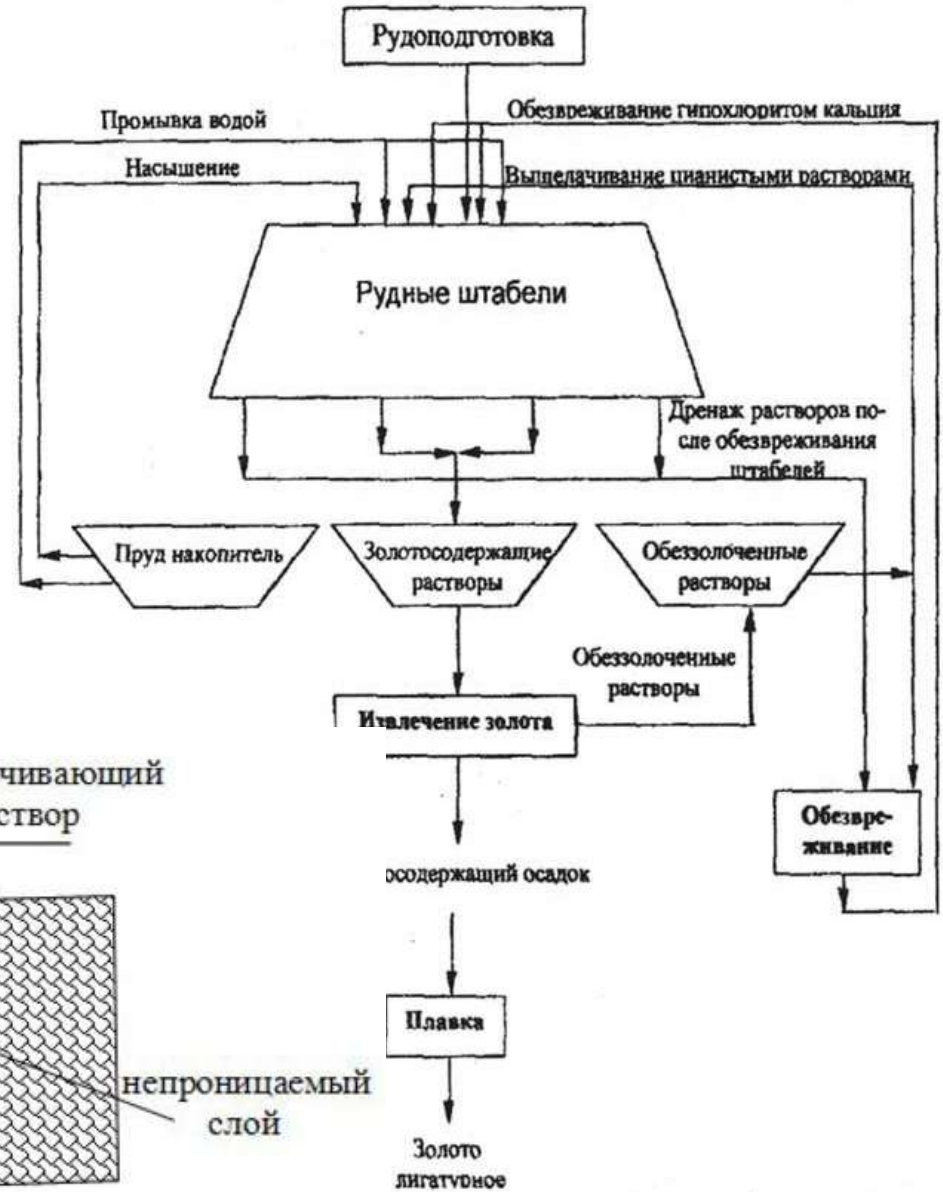 Рудоподготовка
Обезвреживание гипохлоритом кальция
Промывка водой
Насышение
Выщелачивание цианистыми растворами
Рудные штабели
Дренаж растворов по-
сле обезвреживания
штабелей
Пруд накопитель
Золотосодержащие
растворы
Обеззолоченные
растворы
Обеззолоченные
растворы
Извлечение золота
чивающий
створ
Обезвре-
живание
осодержащий осадок
Плавка
непроницаемый
слой
Золото
лигатурное